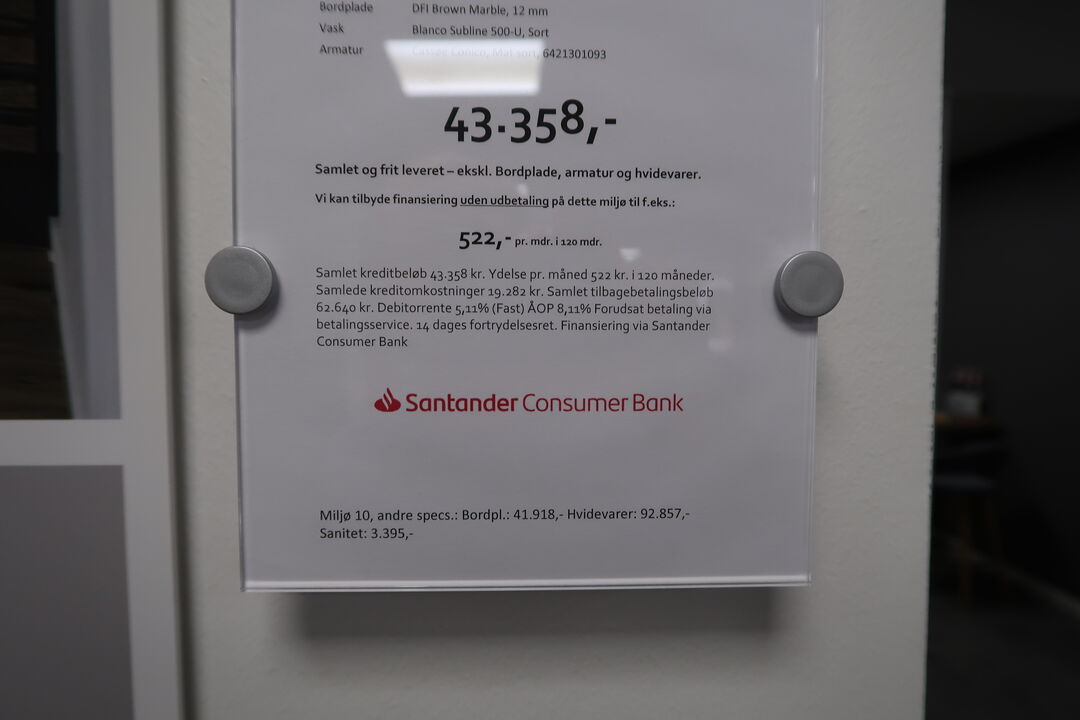 Bordplade DFI Brown Marble, 12 mm
Vask Blanco Subline 500-U, Sort
Armatur Cassøe Conico, Mat sort, 6421301093
43.358,-
Samlet og frit leveret – ekskl. Bordplade, armatur og hvidevarer.
Vi kan tilbyde finansiering uden udbetaling på dette miljø til f.eks.:
522,- pr. mdr. i 120 mdr.
Samlet kreditbeløb 43.358 kr. Ydelse pr. måned 522 kr. i 120 måneder.
Samlede kreditomkostninger 19.282 kr. Samlet tilbagebetalingsbeløb
62.640 kr. Debitorrente 5,11% (Fast) ÅOP 8,11% Forudsat betaling via
betalingsservice. 14 dages fortrydelsesret. Finansiering via Santander
Consumer Bank
Santander Consumer Bank
Miljø 10, andre specs.: Bordpl.: 41.918,- Hvidevarer: 92.857,-
Sanitet: 3.395,-